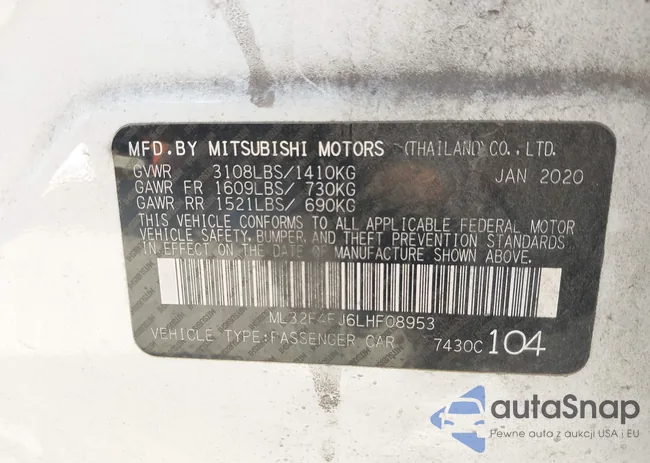 MFD.BY MITSUBISHI MOTORS (THAILAND) CO., LTD.
GVWR 3108LBS/1410KG JAN 2020
GAWR FR 1609LBS/ 730KG
GAWR RR 1521LBS/ 690KG
THIS VEHICLE CONFORMS TO ALL APPLICABLE FEDERAL MOTOR
VEHICLE SAFETY, BUMPER, AND THEFT PREVENTION STANDARDS
IN EFFECT ON THE DATE OF MANUFACTURE SHOWN ABOVE.
ML32F4FJ6LHF08953
VEHICLE TYPE:PASSENGER CAR 7430C 104
autoSnap
Pewne auta z aukcji USA i EU